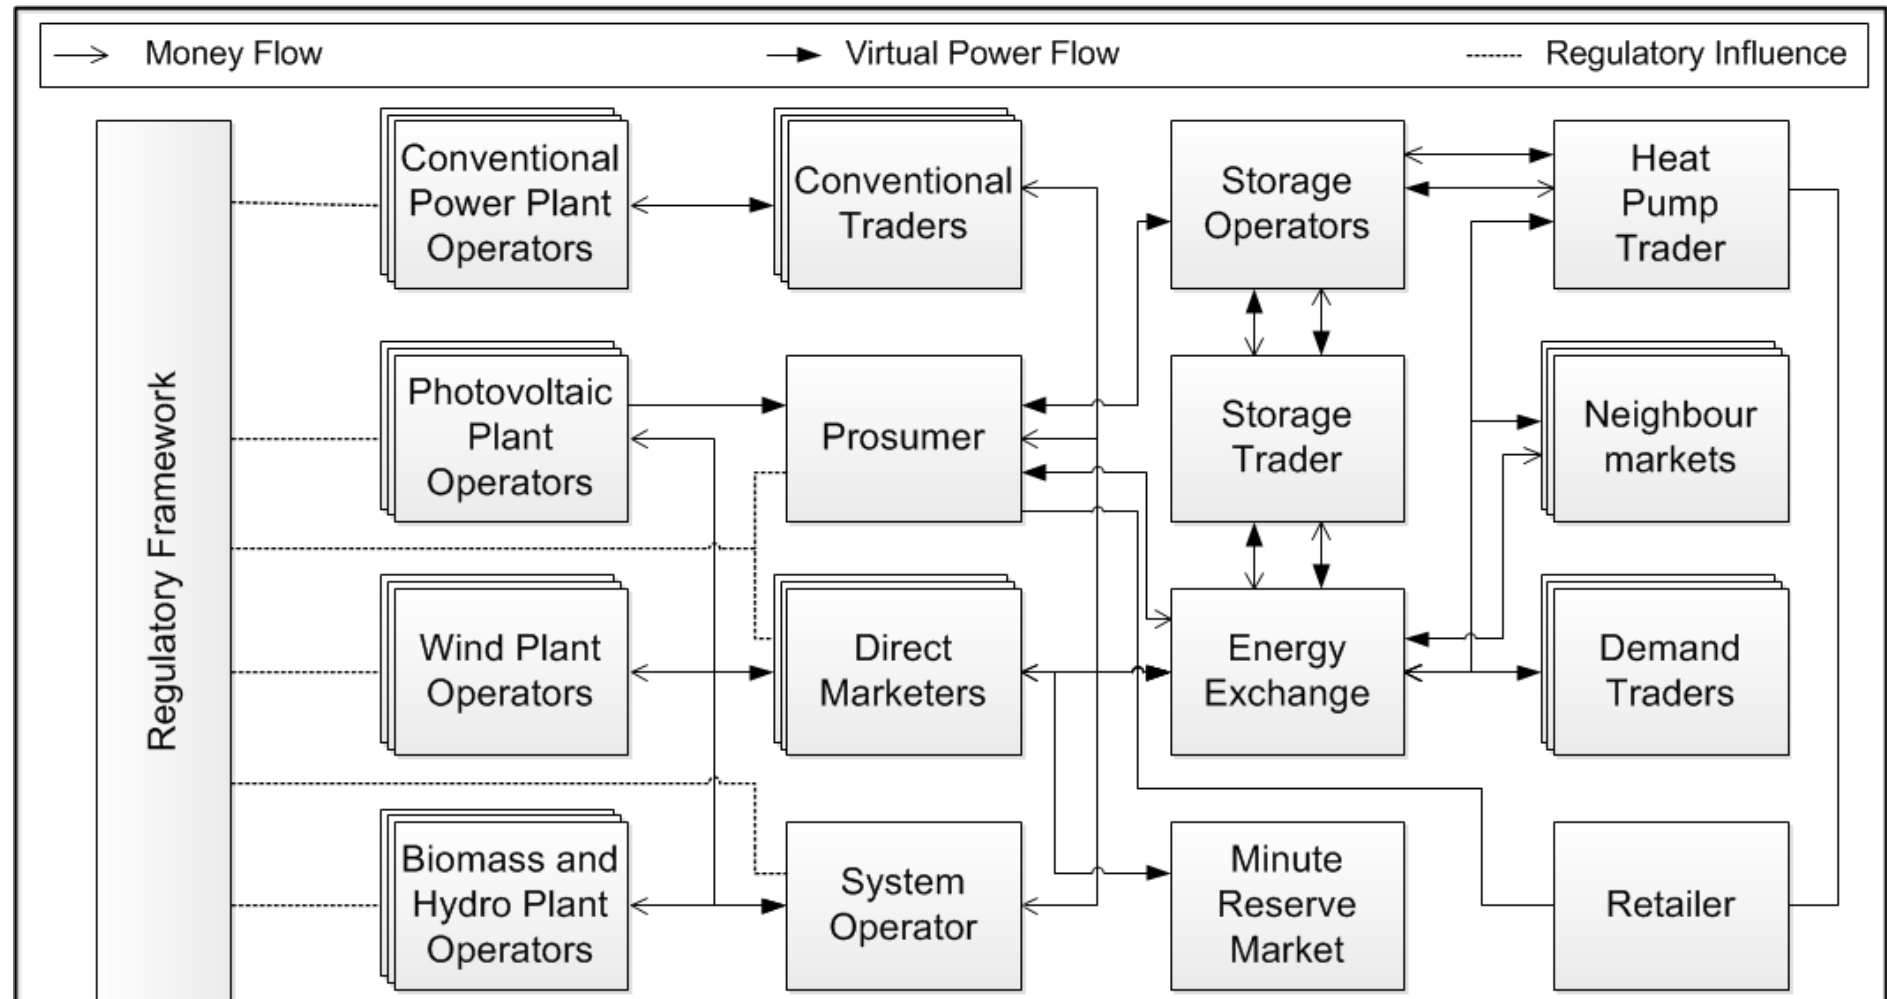 Money Flow
Virtual Power Flow
Regulatory Influence
Regulatory Framework
Conventional
Power Plant
Operators
Conventional
Traders
Storage
Operators
Heat
Pump
Trader
Photovoltaic
Plant
Operators
Prosumer
Storage
Trader
Neighbour
markets
Wind Plant
Operators
Direct
Marketers
Energy
Exchange
Demand
Traders
Biomass and
Hydro Plant
Operators
System
Operator
Minute
Reserve
Market
Retailer